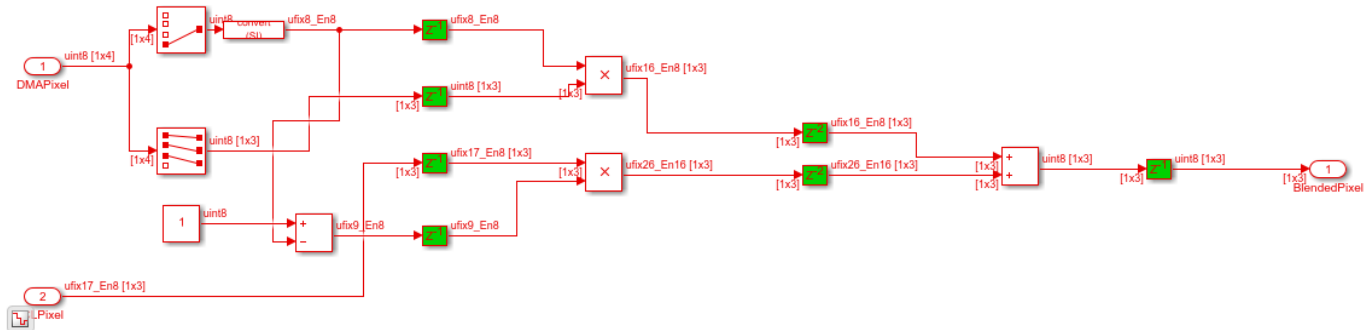 uint8
convert
(SI)
ufix8_En8
ufix8_En8
z-1
[1x4]
uint8 [1x4]
1
DMAPixel
×
ufix16_En8 [1x3]
uint8 [1x3]
z-1
[1x3]
[1x3]
uint8 [1x3]
[1x4]
ufix16_En8 [1x3]
z-2
[1x3]
ufix17_En8 [1x3]
z-1
[1x3]
[1x3]
×
ufix26_En16 [1x3]
ufix26_En16 [1x3]
z-2
[1x3]
+
+
[1x3]
[1x3]
uint8 [1x3]
uint8 [1x3]
z-1
[1x3]
1
[1x3]
BlendedPixel
1
uint8
+
−
ufix9_En8
ufix9_En8
z-1
ufix17_En8 [1x3]
2
LPixel